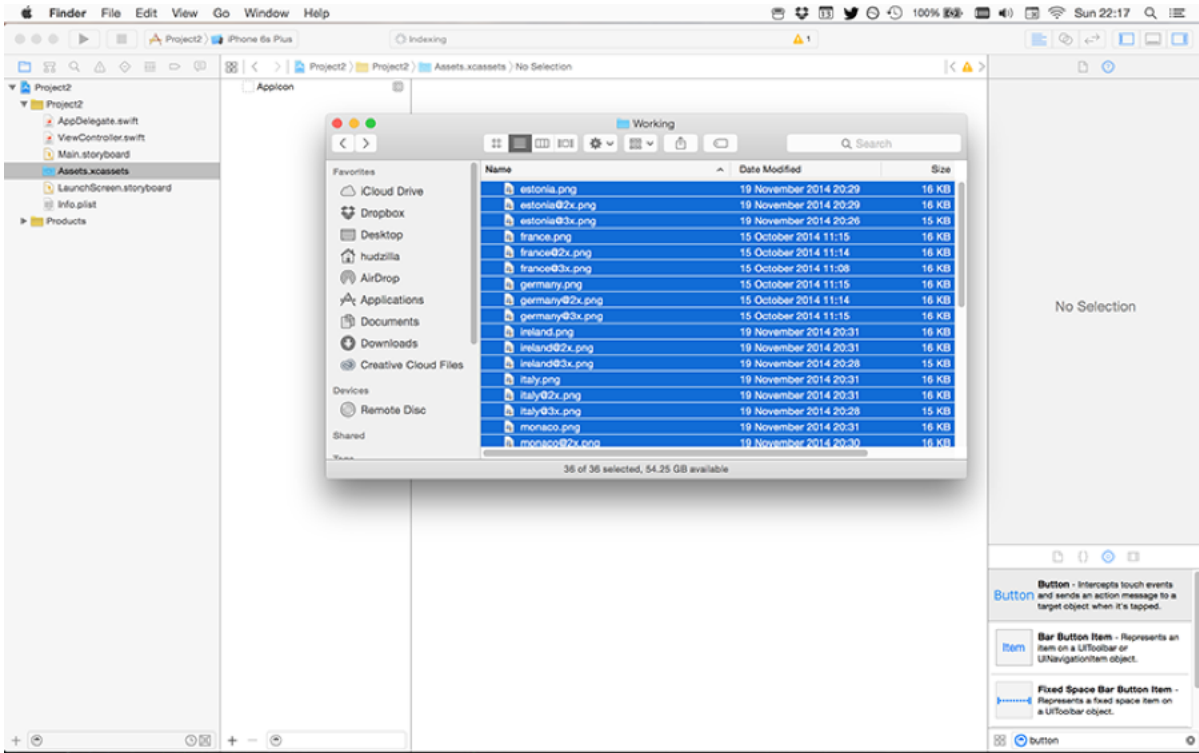 Finder File Edit View Go Window Help
13
100%
Sun 22:17
Project2 iPhone 6s Plus
Indexing
1
Project2 Project2 Assets.xcassets No Selection
Project2
Project2
AppDelegate.swift
ViewController.swift
Main.storyboard
Assets.xcassets
LaunchScreen.storyboard
Info.plist
Products
AppIcon
Working
Search
Favorites
iCloud Drive
Dropbox
Desktop
hudzilla
AirDrop
Applications
Documents
Downloads
Creative Cloud Files
Devices
Remote Disc
Shared
Tags
Name Date Modified Size
estonia.png 19 November 2014 20:29 16 KB
estonia@2x.png 19 November 2014 20:29 16 KB
estonia@3x.png 19 November 2014 20:26 15 KB
france.png 15 October 2014 11:15 16 KB
france@2x.png 15 October 2014 11:14 16 KB
france@3x.png 15 October 2014 11:08 16 KB
germany.png 15 October 2014 11:15 16 KB
germany@2x.png 15 October 2014 11:14 16 KB
germany@3x.png 15 October 2014 11:15 16 KB
ireland.png 19 November 2014 20:31 16 KB
ireland@2x.png 19 November 2014 20:31 16 KB
ireland@3x.png 19 November 2014 20:28 15 KB
italy.png 19 November 2014 20:31 16 KB
italy@2x.png 19 November 2014 20:31 16 KB
italy@3x.png 19 November 2014 20:28 15 KB
monaco.png 19 November 2014 20:31 16 KB
monaco@2x.png 19 November 2014 20:30 16 KB
36 of 36 selected, 54.25 GB available
No Selection
Button
Button - Intercepts touch events
and sends an action message to a
target object when it's tapped.
Item
Bar Button Item - Represents an
item on a UIToolbar or
UINavigationItem object.
Fixed Space Bar Button Item -
Represents a fixed space item on
a UIToolbar object.
button